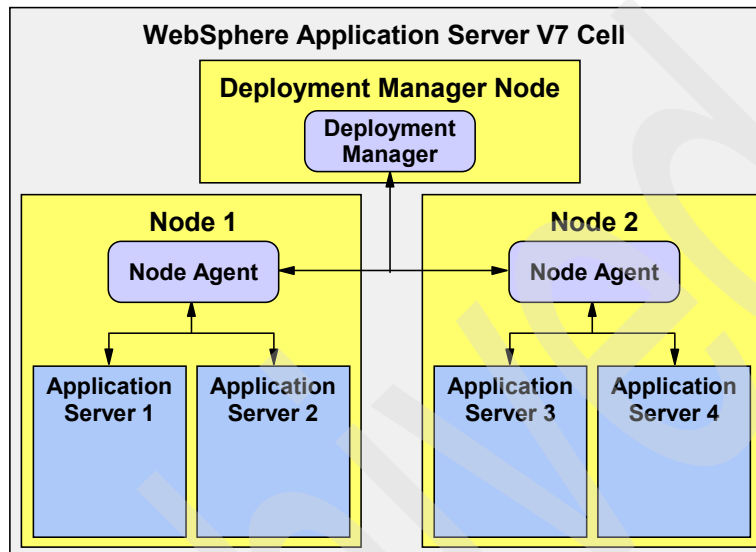 WebSphere Application Server V7 Cell
Deployment Manager Node
Deployment
Manager
Node 1
Node Agent
Application
Server 1
Application
Server 2
Node 2
Node Agent
Application
Server 3
Application
Server 4